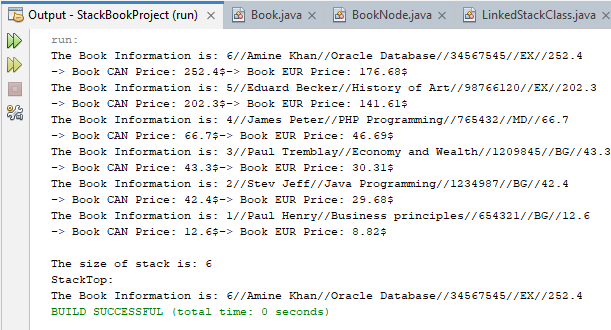 Output - StackBookProject (run) × Book.java × BookNode.java × LinkedStackClass.java ×
run:
The Book Information is: 6//Amine Khan//Oracle Database//34567545//EX//252.4
-> Book CAN Price: 252.4$-> Book EUR Price: 176.68$
The Book Information is: 5//Eduard Becker//History of Art//98766120//EX//202.3
-> Book CAN Price: 202.3$-> Book EUR Price: 141.61$
The Book Information is: 4//James Peter//PHP Programming//765432//MD//66.7
-> Book CAN Price: 66.7$-> Book EUR Price: 46.69$
The Book Information is: 3//Paul Tremblay//Economy and Wealth//1209845//BG//43.3
-> Book CAN Price: 43.3$-> Book EUR Price: 30.31$
The Book Information is: 2//Stev Jeff//Java Programming//1234987//BG//42.4
-> Book CAN Price: 42.4$-> Book EUR Price: 29.68$
The Book Information is: 1//Paul Henry//Business principles//654321//BG//12.6
-> Book CAN Price: 12.6$-> Book EUR Price: 8.82$
The size of stack is: 6
StackTop:
The Book Information is: 6//Amine Khan//Oracle Database//34567545//EX//252.4
BUILD SUCCESSFUL (total time: 0 seconds)